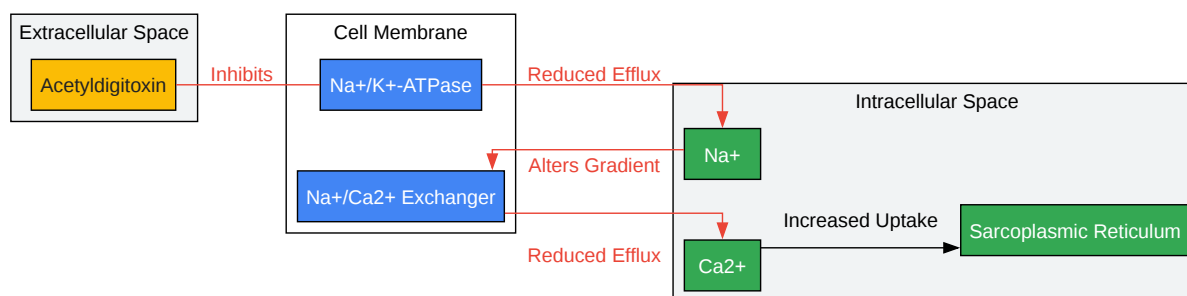 Extracellular Space
Acetyldigitoxin
Inhibits
Cell Membrane
Na+/K+-ATPase
Reduced Efflux
Intracellular Space
Na+
Alters Gradient
Na+/Ca2+ Exchanger
Reduced Efflux
Ca2+
Increased Uptake
Sarcoplasmic Reticulum